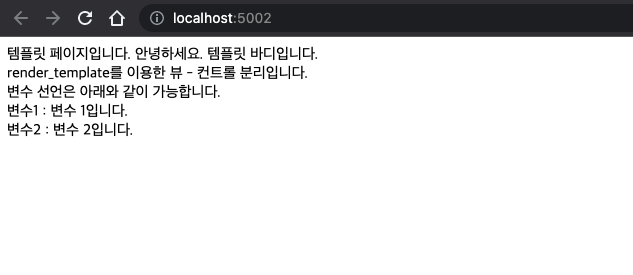 localhost:5002
템플릿 페이지입니다. 안녕하세요. 템플릿 바디입니다.
render_template를 이용한 뷰 - 컨트롤 분리입니다.
변수 선언은 아래와 같이 가능합니다.
변수1 : 변수 1입니다.
변수2 : 변수 2입니다.